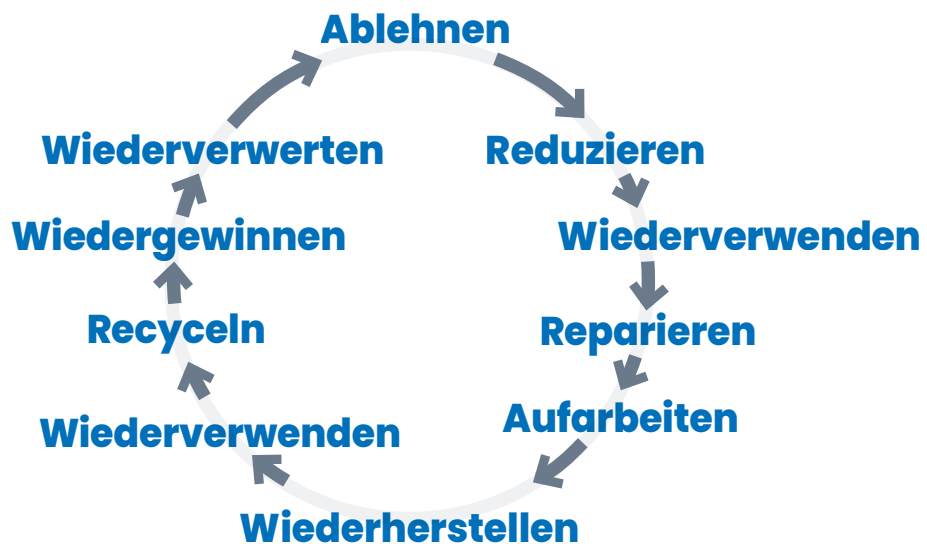 Ablehnen
Reduzieren
Wiederverwenden
Reparieren
Aufarbeiten
Wiederherstellen
Wiederverwenden
Recyceln
Wiedergewinnen
Wiederverwerten